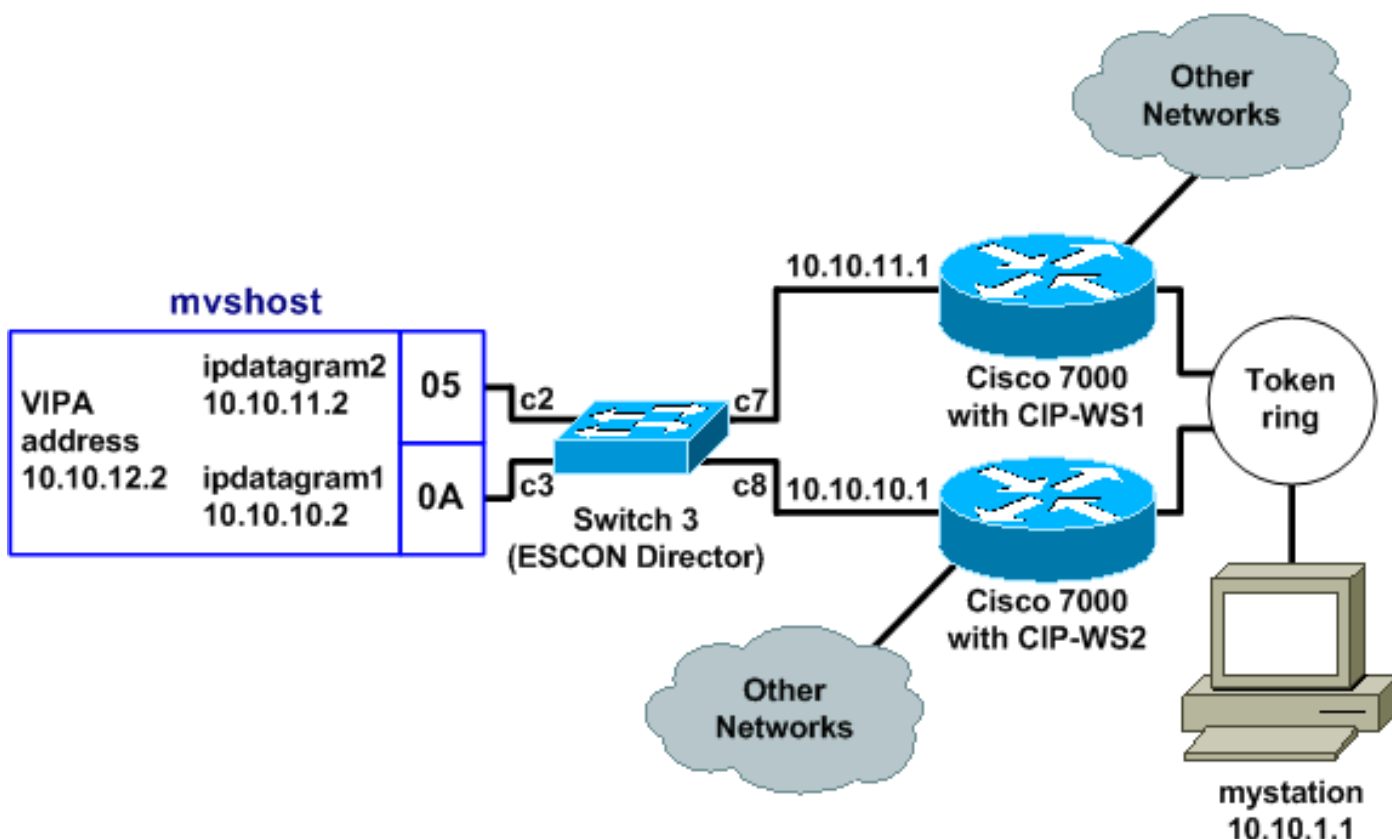 Other
Networks
10.10.11.1
mvshost
VIPA
address
10.10.12.2
ipdatagram2
10.10.11.2
05
ipdatagram1
10.10.10.2
0A
c2
c7
c3
c8
Switch 3
(ESCON Director)
Cisco 7000
with CIP-WS1
Token
ring
10.10.10.1
Cisco 7000
with CIP-WS2
Other
Networks
mystation
10.10.1.1